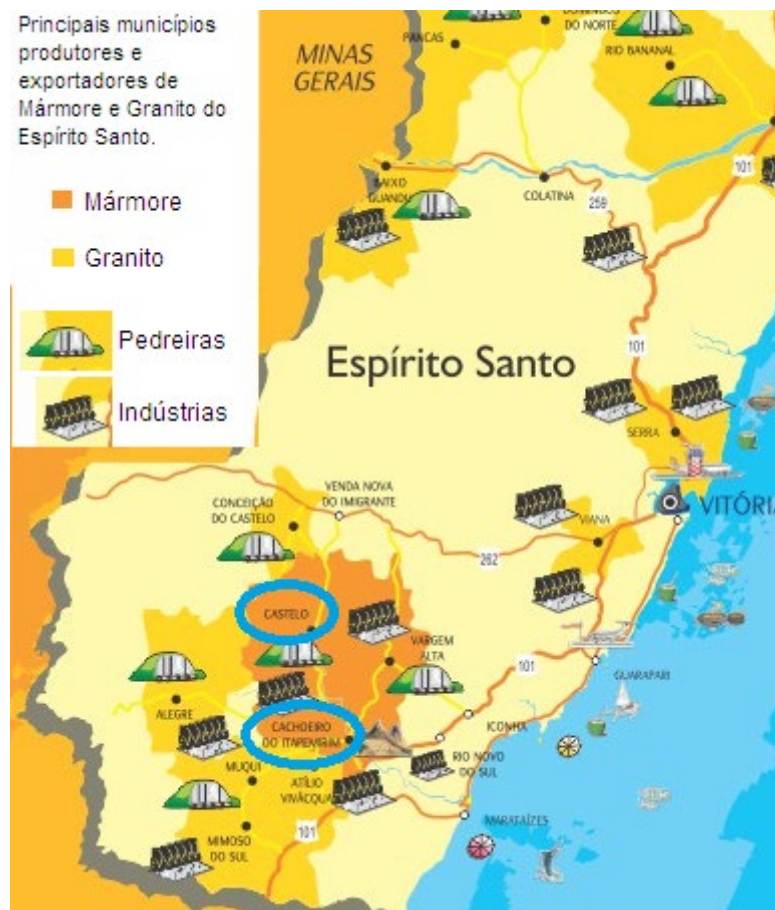 Principais municípios
produtores e
exportadores de
Mármore e Granito do
Espírito Santo.
Mármore
Granito
Pedreiras
Indústrias
MINAS
GERAIS
PANCAS
DO NORTE
RIO BANANAL
BAIXO
GUANDU
COLATINA
259
101
101
Espírito Santo
SERRA
VITÓRIA
VENDA NOVA
DO IMIGRANTE
CONCEIÇÃO
DO CASTELO
VIANA
262
CASTELO
VARGEM
ALTA
101
GUARAPARI
ALEGRE
CACHOEIRO
DO ITAPEMIRIM
ICONHA
RIO NOVO
DO SUL
MUQUI
ATÍLIO
VIVÁCQUA
MARATAÍZES
101
MIMOSO
DO SUL